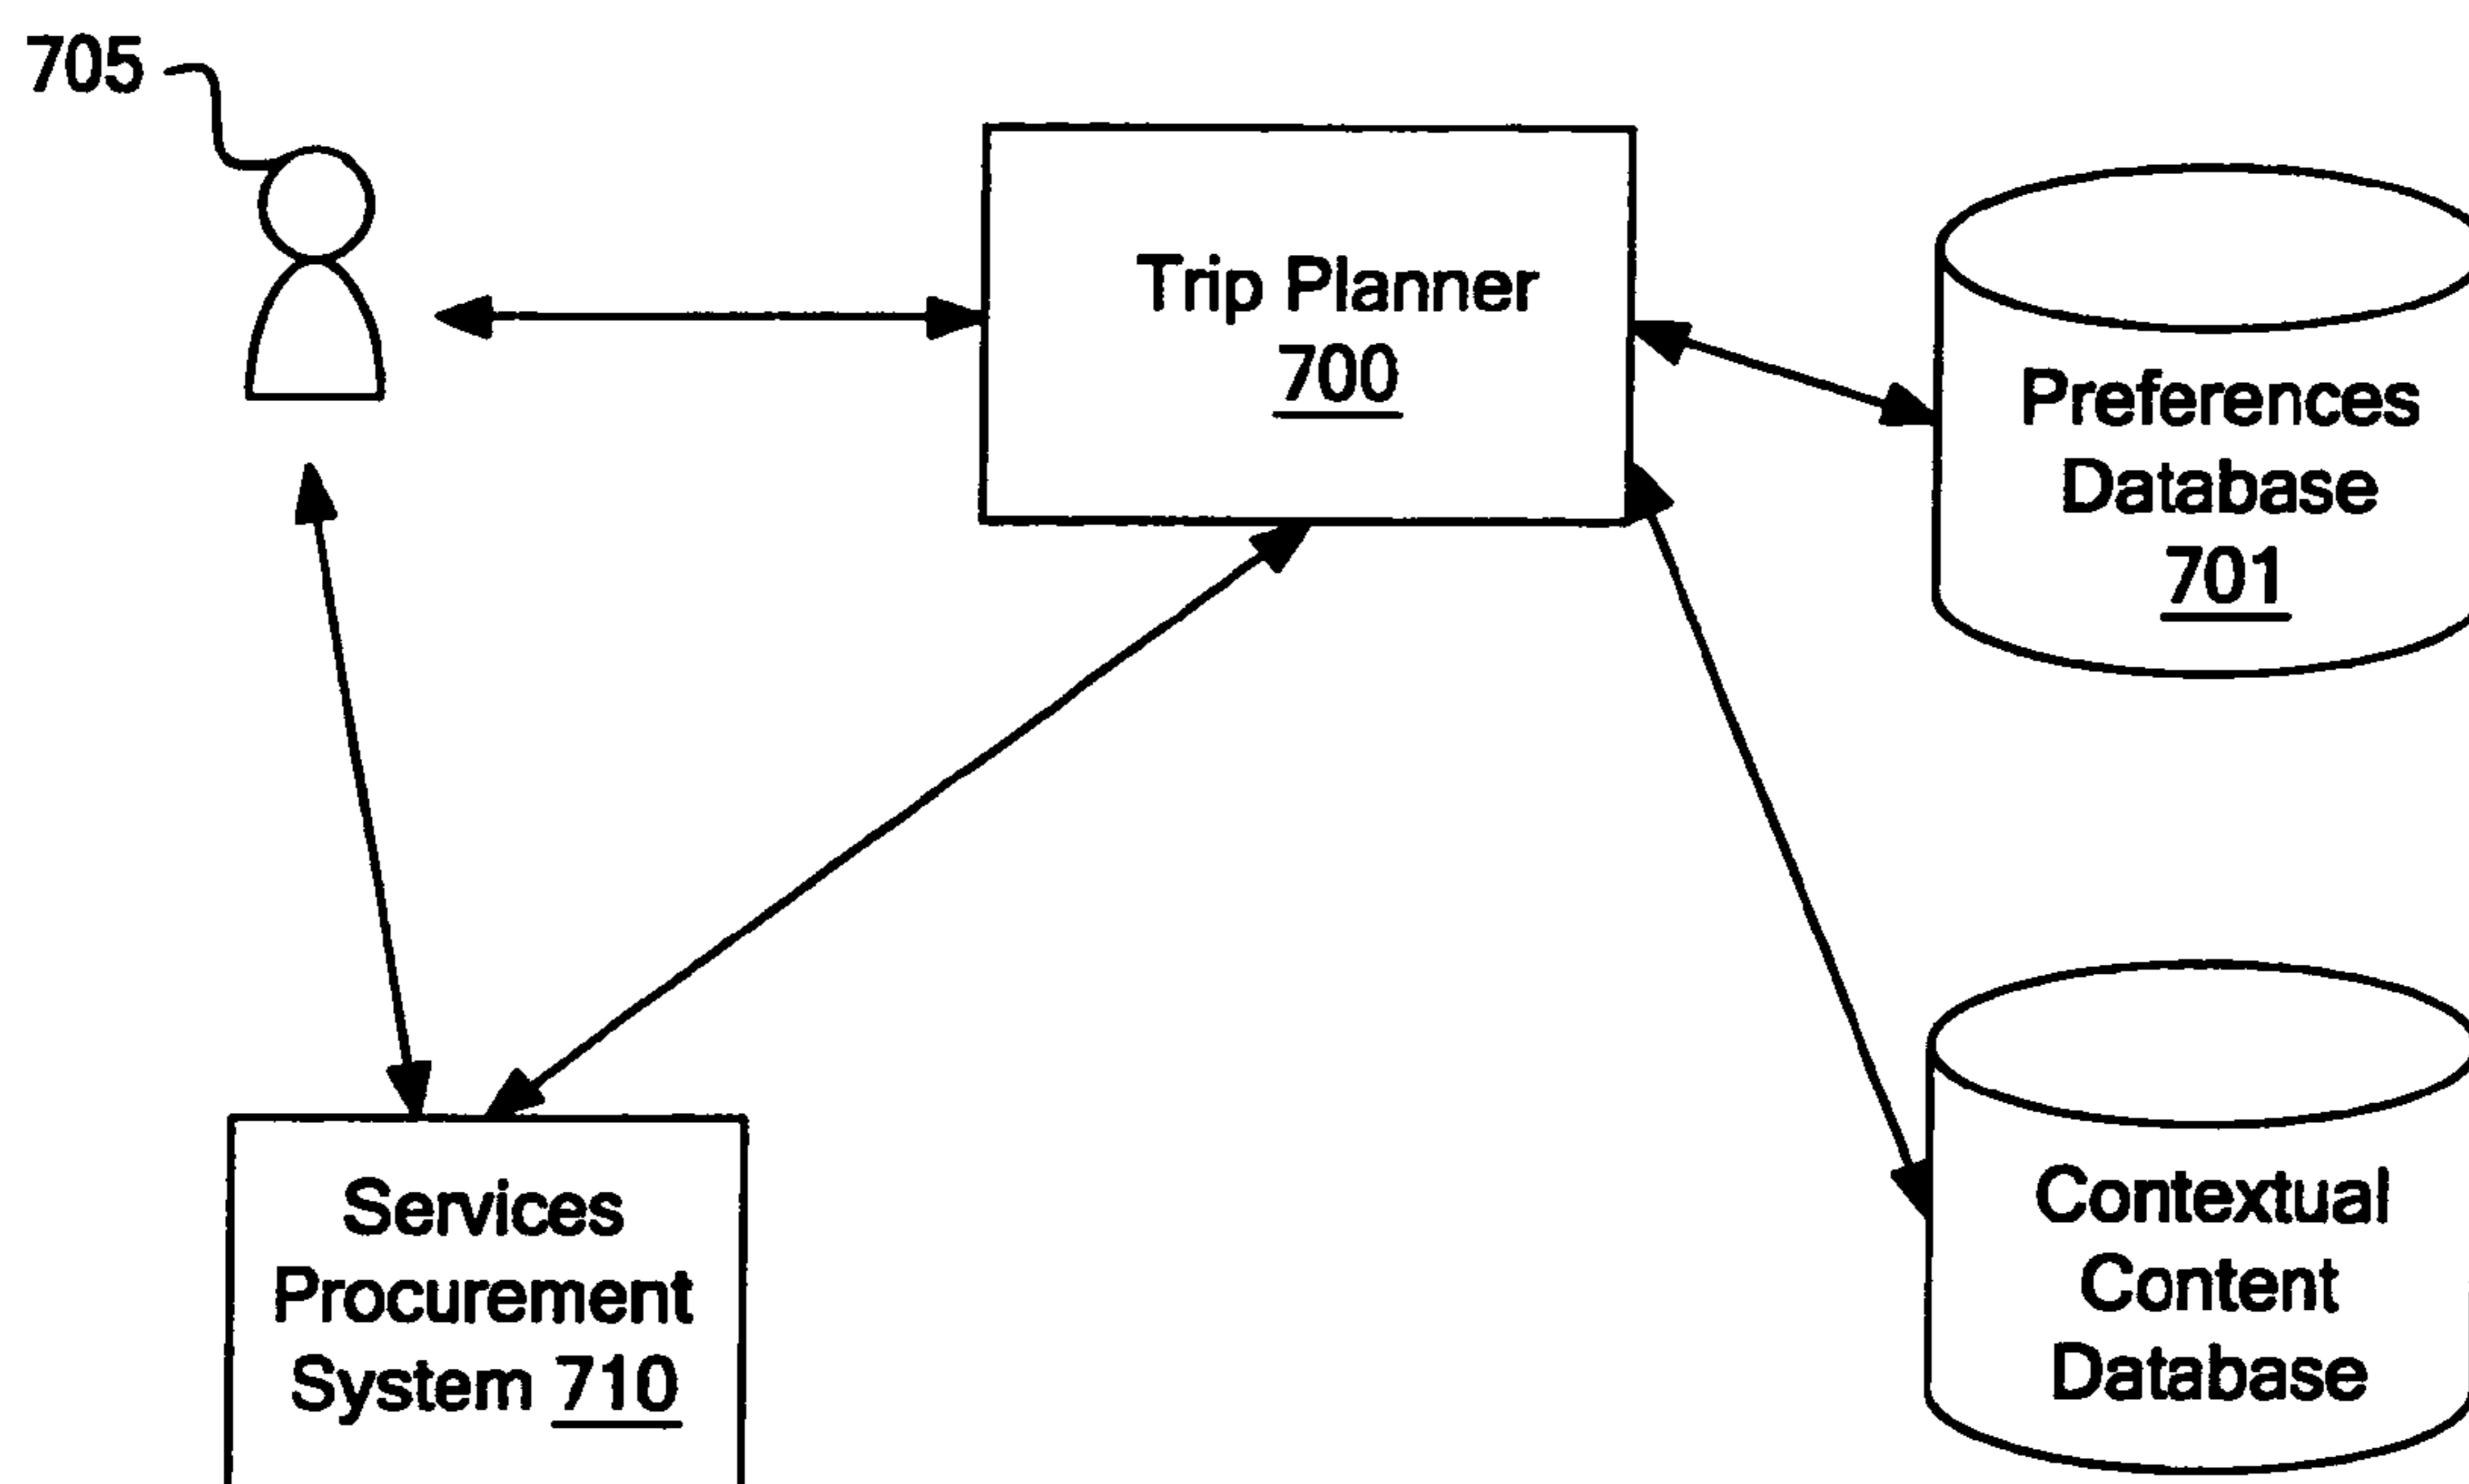 705
Trip Planner
700
Preferences
Database
701
Services
Procurement
System 710
Contextual
Content
Database